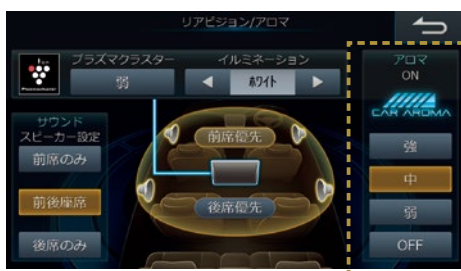 リアビジョン/アロマ
プラズマクラスター
弱
イルミネーション
ホワイト
アロマ
ON
CAR AROMA
強
中
弱
OFF
サウンド
スピーカー設定
前席のみ
前後座席
後席のみ
前席優先
後席優先